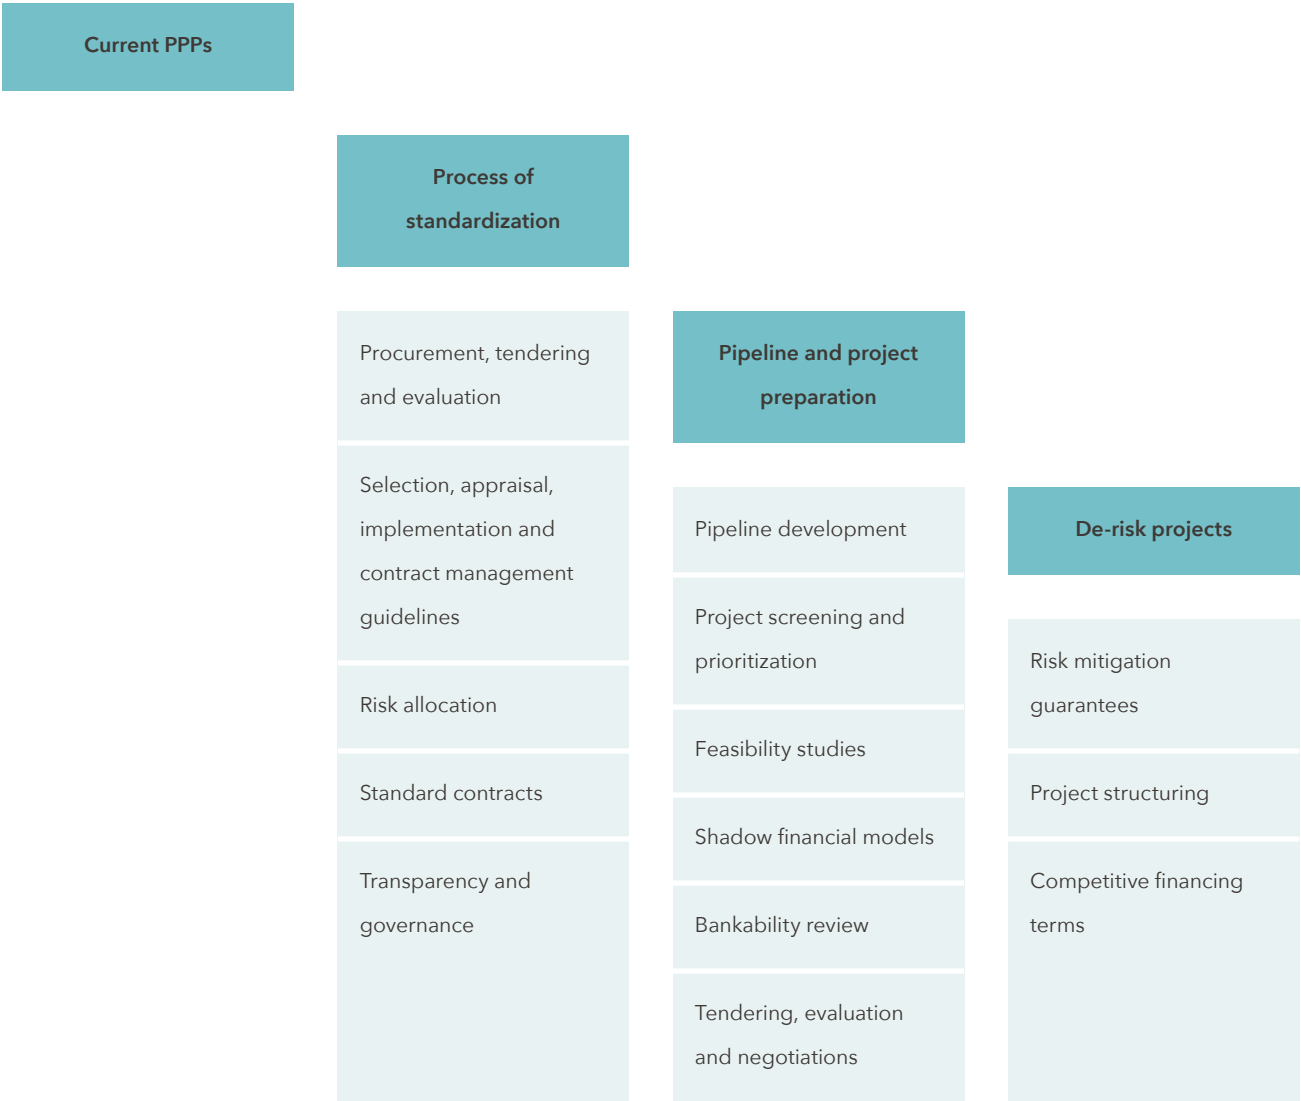 Current PPPs
Process of
standardization
Procurement, tendering
and evaluation
Selection, appraisal,
implementation and
contract management
guidelines
Risk allocation
Standard contracts
Transparency and
governance
Pipeline and project
preparation
Pipeline development
Project screening and
prioritization
Feasibility studies
Shadow financial models
Bankability review
Tendering, evaluation
and negotiations
De-risk projects
Risk mitigation
guarantees
Project structuring
Competitive financing
terms